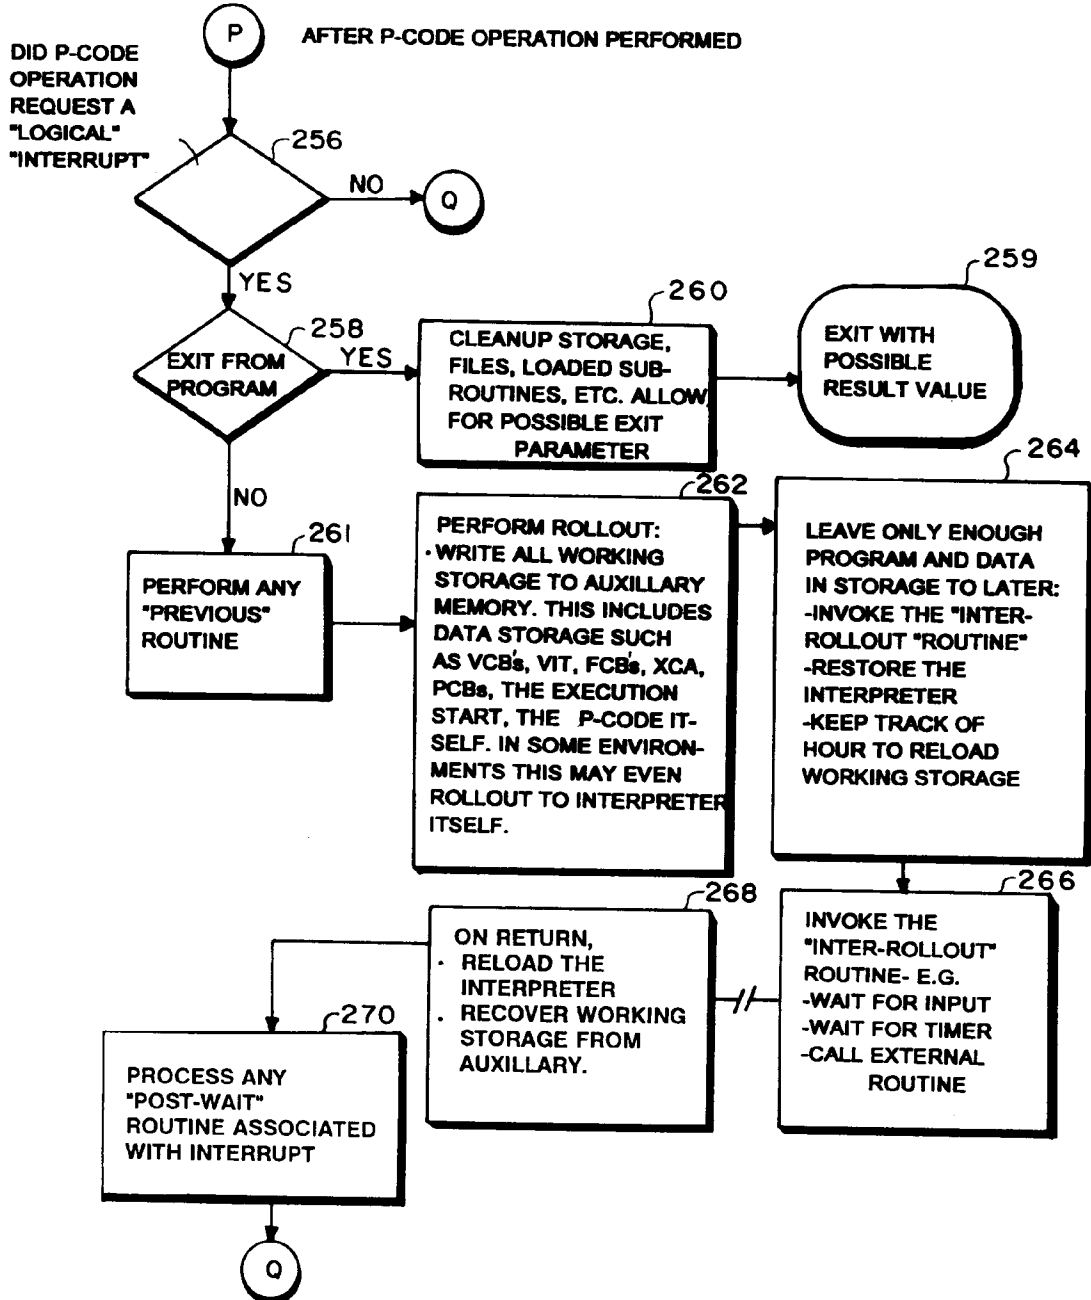 P
AFTER P-CODE OPERATION PERFORMED
DID P-CODE
OPERATION
REQUEST A
"LOGICAL"
"INTERRUPT"
256
NO
Q
YES
258
EXIT FROM
PROGRAM
YES
260
CLEANUP STORAGE,
FILES, LOADED SUB-
ROUTINES, ETC. ALLOW
FOR POSSIBLE EXIT
PARAMETER
259
EXIT WITH
POSSIBLE
RESULT VALUE
NO
261
PERFORM ANY
"PREVIOUS"
ROUTINE
262
PERFORM ROLLOUT:
· WRITE ALL WORKING
STORAGE TO AUXILLARY
MEMORY. THIS INCLUDES
DATA STORAGE SUCH
AS VCB's, VIT, FCB's, XCA,
PCBs, THE EXECUTION
START, THE P-CODE IT-
SELF. IN SOME ENVIRON-
MENTS THIS MAY EVEN
ROLLOUT TO INTERPRETER
ITSELF.
264
LEAVE ONLY ENOUGH
PROGRAM AND DATA
IN STORAGE TO LATER:
-INVOKE THE "INTER-
ROLLOUT "ROUTINE"
-RESTORE THE
INTERPRETER
-KEEP TRACK OF
HOUR TO RELOAD
WORKING STORAGE
266
INVOKE THE
"INTER-ROLLOUT"
ROUTINE- E.G.
-WAIT FOR INPUT
-WAIT FOR TIMER
-CALL EXTERNAL
ROUTINE
268
ON RETURN,
· RELOAD THE
INTERPRETER
. RECOVER WORKING
STORAGE FROM
AUXILLARY.
270
PROCESS ANY
"POST-WAIT"
ROUTINE ASSOCIATED
WITH INTERRUPT
Q